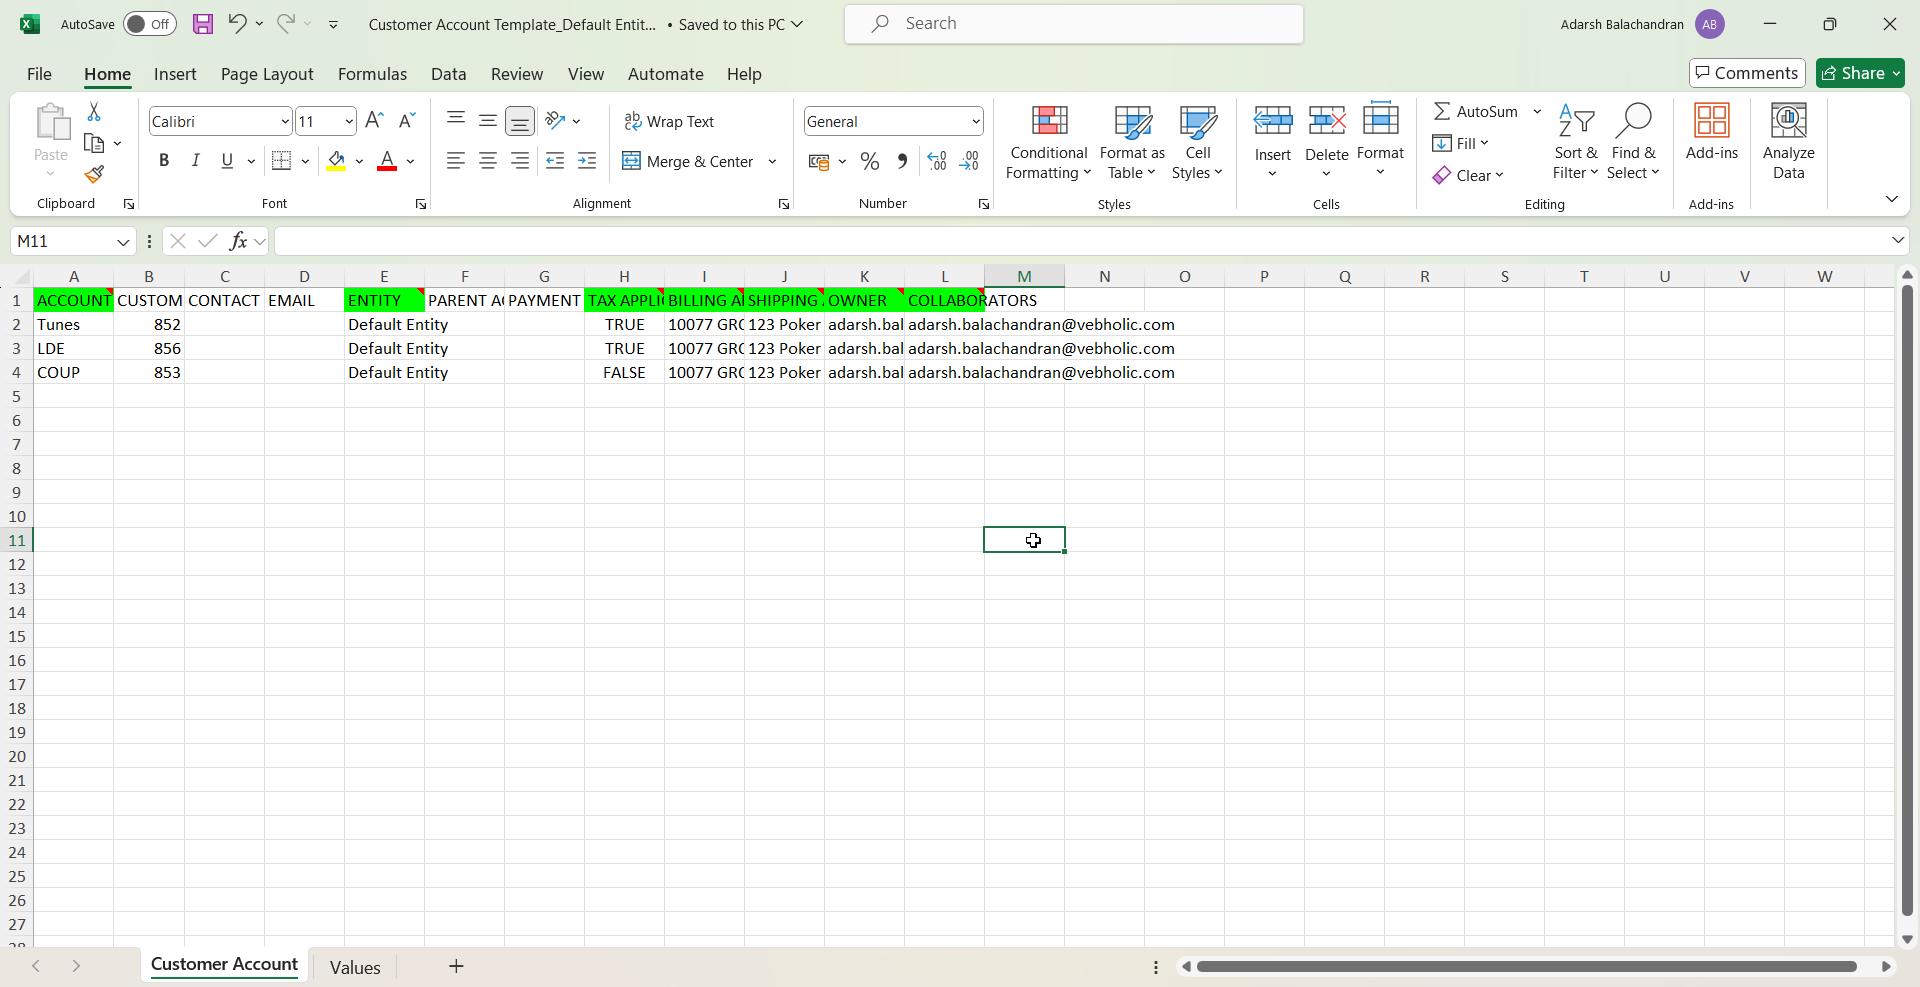 AutoSave Off Customer Account Template_Default Entit... • Saved to this PC Search Adarsh Balachandran AB
File Home Insert Page Layout Formulas Data Review View Automate Help Comments Share
Paste
Clipboard
Calibri 11
B I U A
Font
Wrap Text
Merge & Center
Alignment
General
Number
Conditional Formatting
Format as Table
Cell Styles
Styles
Insert Delete Format
Cells
AutoSum
Fill
Clear
Sort & Filter
Find & Select
Editing
Add-ins
Add-ins
Analyze Data
M11 fx
A B C D E F G H I J K L M N O P Q R S T U V W
1 ACCOUNT CUSTOM CONTACT EMAIL ENTITY PARENT AC PAYMENT TAX APPLI BILLING A SHIPPING OWNER COLLABORATORS
2 Tunes 852 Default Entity TRUE 10077 GRO 123 Poker adarsh.bal adarsh.balachandran@vebholic.com
3 LDE 856 Default Entity TRUE 10077 GRO 123 Poker adarsh.bal adarsh.balachandran@vebholic.com
4 COUP 853 Default Entity FALSE 10077 GRO 123 Poker adarsh.bal adarsh.balachandran@vebholic.com
5
6
7
8
9
10
11
12
13
14
15
16
17
18
19
20
21
22
23
24
25
26
27
28
Customer Account Values